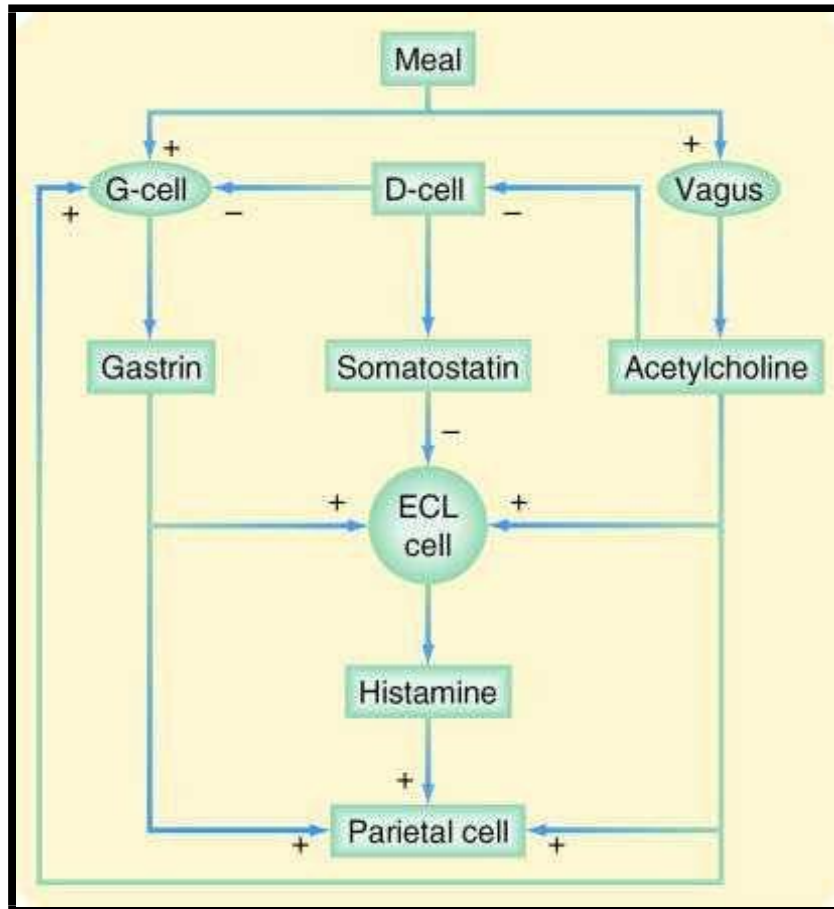 Meal
+
+
G-cell
D-cell
Vagus
+
−
−
Gastrin
Somatostatin
Acetylcholine
−
+
ECL
cell
+
Histamine
+
Parietal cell
+
+